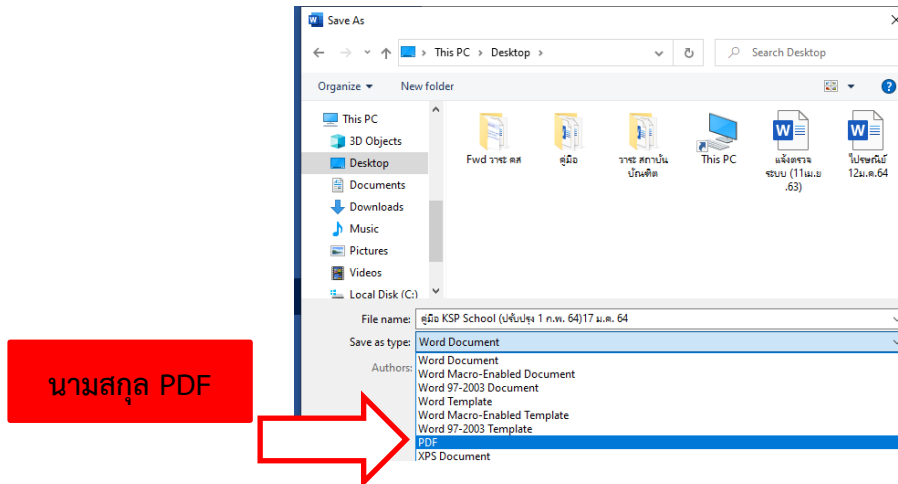 Save As
This PC > Desktop >
Search Desktop
Organize
New folder
This PC
3D Objects
Desktop
Documents
Downloads
Music
Pictures
Videos
Local Disk (C:)
Fwd วาระ คส
คู่มือ
วาระ สถาบัน
บัณฑิต
This PC
แจ้งตรวจ
ระบบ (11เม.ย
.63)
ไปรษณีย์
12ม.ค.64
File name: คู่มือ KSP School (ปรับปรุง 1 ก.พ. 64)17 ม.ค. 64
Save as type: Word Document
Authors:
Word Document
Word Macro-Enabled Document
Word 97-2003 Document
Word Template
Word Macro-Enabled Template
Word 97-2003 Template
PDF
XPS Document
นามสกุล PDF